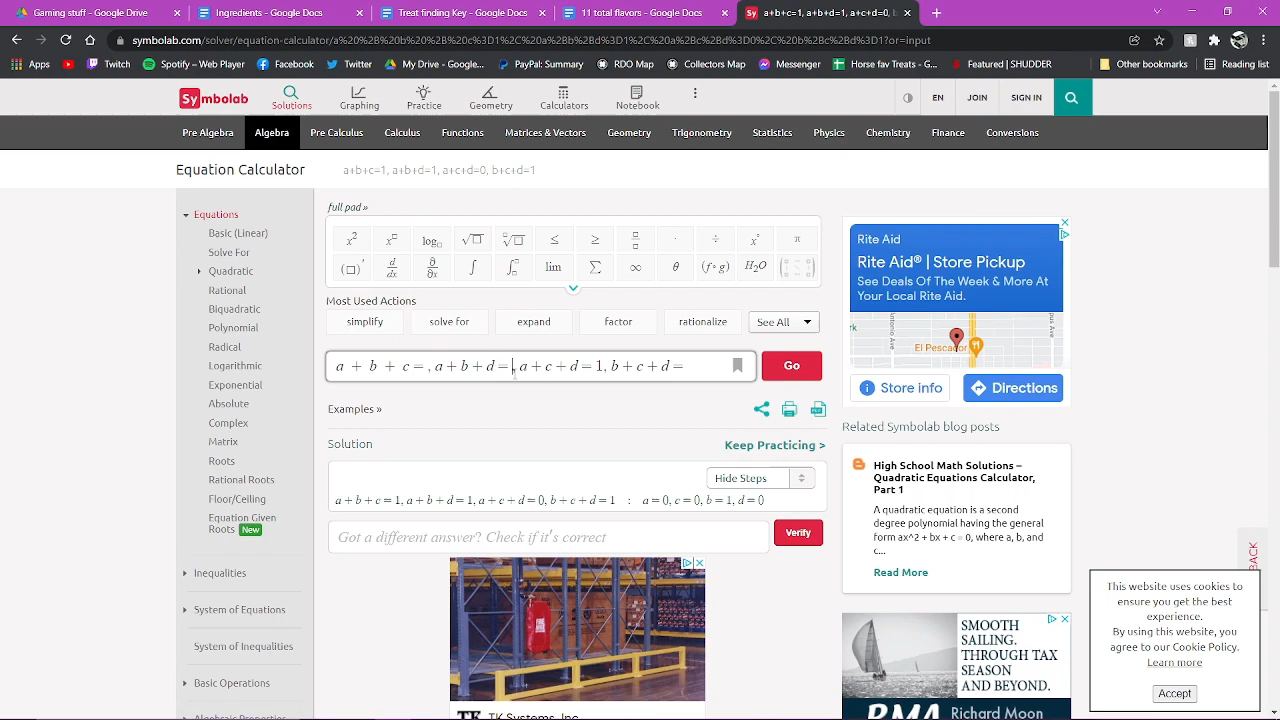 Gaming stuff - Google Drive
Ingredients - Google Docs
Treat finding Key - Google Docs
11 total flavors - Google Docs
Sy a+b+c=1, a+b+d=1, a+c+d=0, b
symbolab.com/solver/equation-calculator/a%20%2B%20b%20%2B%20c%3D1%2C%20a%2Bb%2Bd%3D1%2C%20a%2Bc%2Bd%3D0%2C%20b%2Bc%2Bd%3D1?or=input
Apps
Twitch
Spotify – Web Player
Facebook
Twitter
My Drive - Google...
PayPal: Summary
RDO Map
Collectors Map
Messenger
Horse fav Treats - G...
Featured | SHUDDER
Other bookmarks
Reading list
Symbolab
Solutions
Graphing
Practice
Geometry
Calculators
Notebook
EN
JOIN
SIGN IN
Pre Algebra
Algebra
Pre Calculus
Calculus
Functions
Matrices & Vectors
Geometry
Trigonometry
Statistics
Physics
Chemistry
Finance
Conversions
Equation Calculator
a+b+c=1, a+b+d=1, a+c+d=0, b+c+d=1
Equations
Basic (Linear)
Solve For
Quadratic
Rational
Biquadratic
Polynomial
Radical
Logarithmic
Exponential
Absolute
Complex
Matrix
Roots
Rational Roots
Floor/Ceiling
Equation Given
Roots New
Inequalities
System of Equations
System of Inequalities
Basic Operations
Algebraic Properties
full pad »
x² x□ log□ √□ □√□ ≤ ≥ □/□ · ÷ x° π
(□) d/dx ∂/∂x ∫ ∫□□ lim ∑ ∞ θ (f∘g) H₂O
Most Used Actions
simplify
solve for
expand
factor
rationalize
See All
a + b + c = , a + b + d = , a + c + d = 1, b + c + d =
Go
Examples »
Solution
Keep Practicing >
Hide Steps
a + b + c = 1, a + b + d = 1, a + c + d = 0, b + c + d = 1 : a = 0, c = 0, b = 1, d = 0
Got a different answer? Check if it's correct
Verify
TK TK Systems, Inc
Rite Aid
Rite Aid® | Store Pickup
See Deals Of The Week & More At
Your Local Rite Aid.
El Pescador
Store info
Directions
Related Symbolab blog posts
High School Math Solutions –
Quadratic Equations Calculator,
Part 1
A quadratic equation is a second
degree polynomial having the general
form ax^2 + bx + c = 0, where a, b, and
c...
Read More
SMOOTH
SAILING.
THROUGH TAX
SEASON
AND BEYOND.
RMA Richard Moon
BACK
This website uses cookies to
ensure you get the best
experience.
By using this website, you
agree to our Cookie Policy.
Learn more
Accept